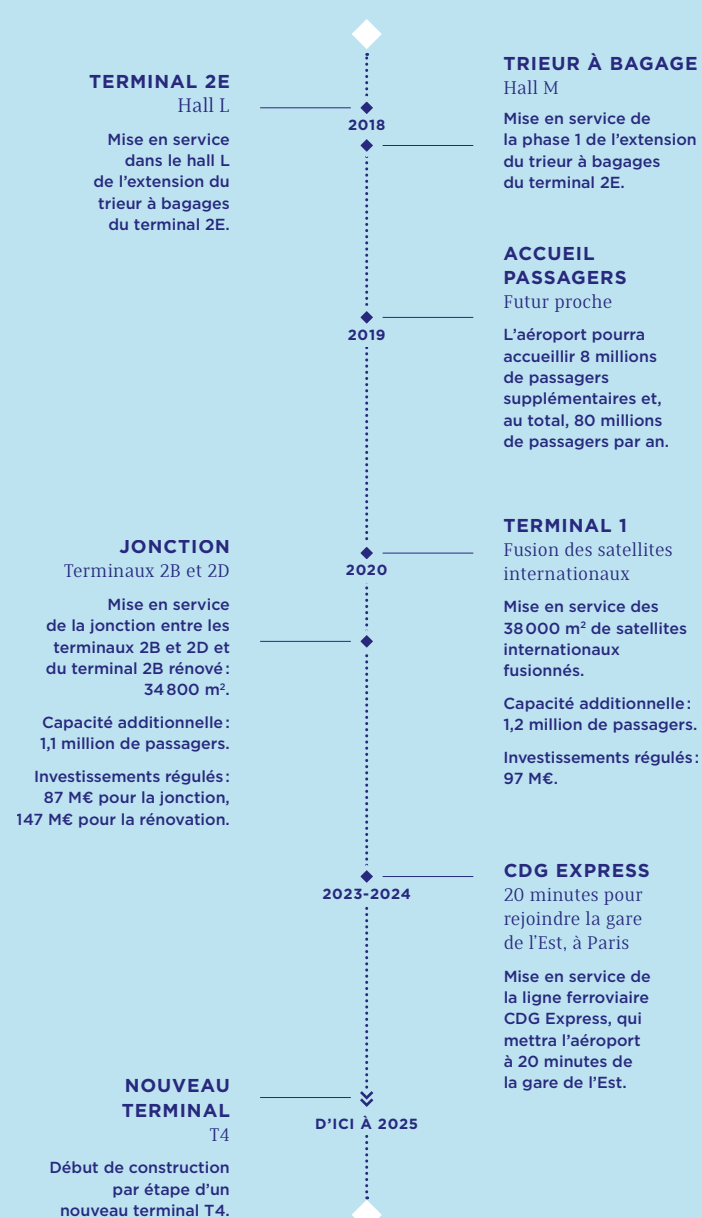 TERMINAL 2E
Hall L
Mise en service
dans le hall L
de l'extension du
trieur à bagages
du terminal 2E.
2018
TRIEUR À BAGAGE
Hall M
Mise en service de
la phase 1 de l'extension
du trieur à bagages
du terminal 2E.
ACCUEIL
PASSAGERS
Futur proche
2019
L'aéroport pourra
accueillir 8 millions
de passagers
supplémentaires et,
au total, 80 millions
de passagers par an.
JONCTION
Terminaux 2B et 2D
Mise en service
de la jonction entre les
terminaux 2B et 2D et
du terminal 2B rénové :
34 800 m².
Capacité additionnelle :
1,1 million de passagers.
Investissements régulés :
87 M€ pour la jonction,
147 M€ pour la rénovation.
2020
TERMINAL 1
Fusion des satellites
internationaux
Mise en service des
38 000 m² de satellites
internationaux
fusionnés.
Capacité additionnelle :
1,2 million de passagers.
Investissements régulés :
97 M€.
2023-2024
CDG EXPRESS
20 minutes pour
rejoindre la gare
de l'Est, à Paris
Mise en service de
la ligne ferroviaire
CDG Express, qui
mettra l'aéroport
à 20 minutes de
la gare de l'Est.
NOUVEAU
TERMINAL
T4
D'ICI À 2025
Début de construction
par étape d'un
nouveau terminal T4.